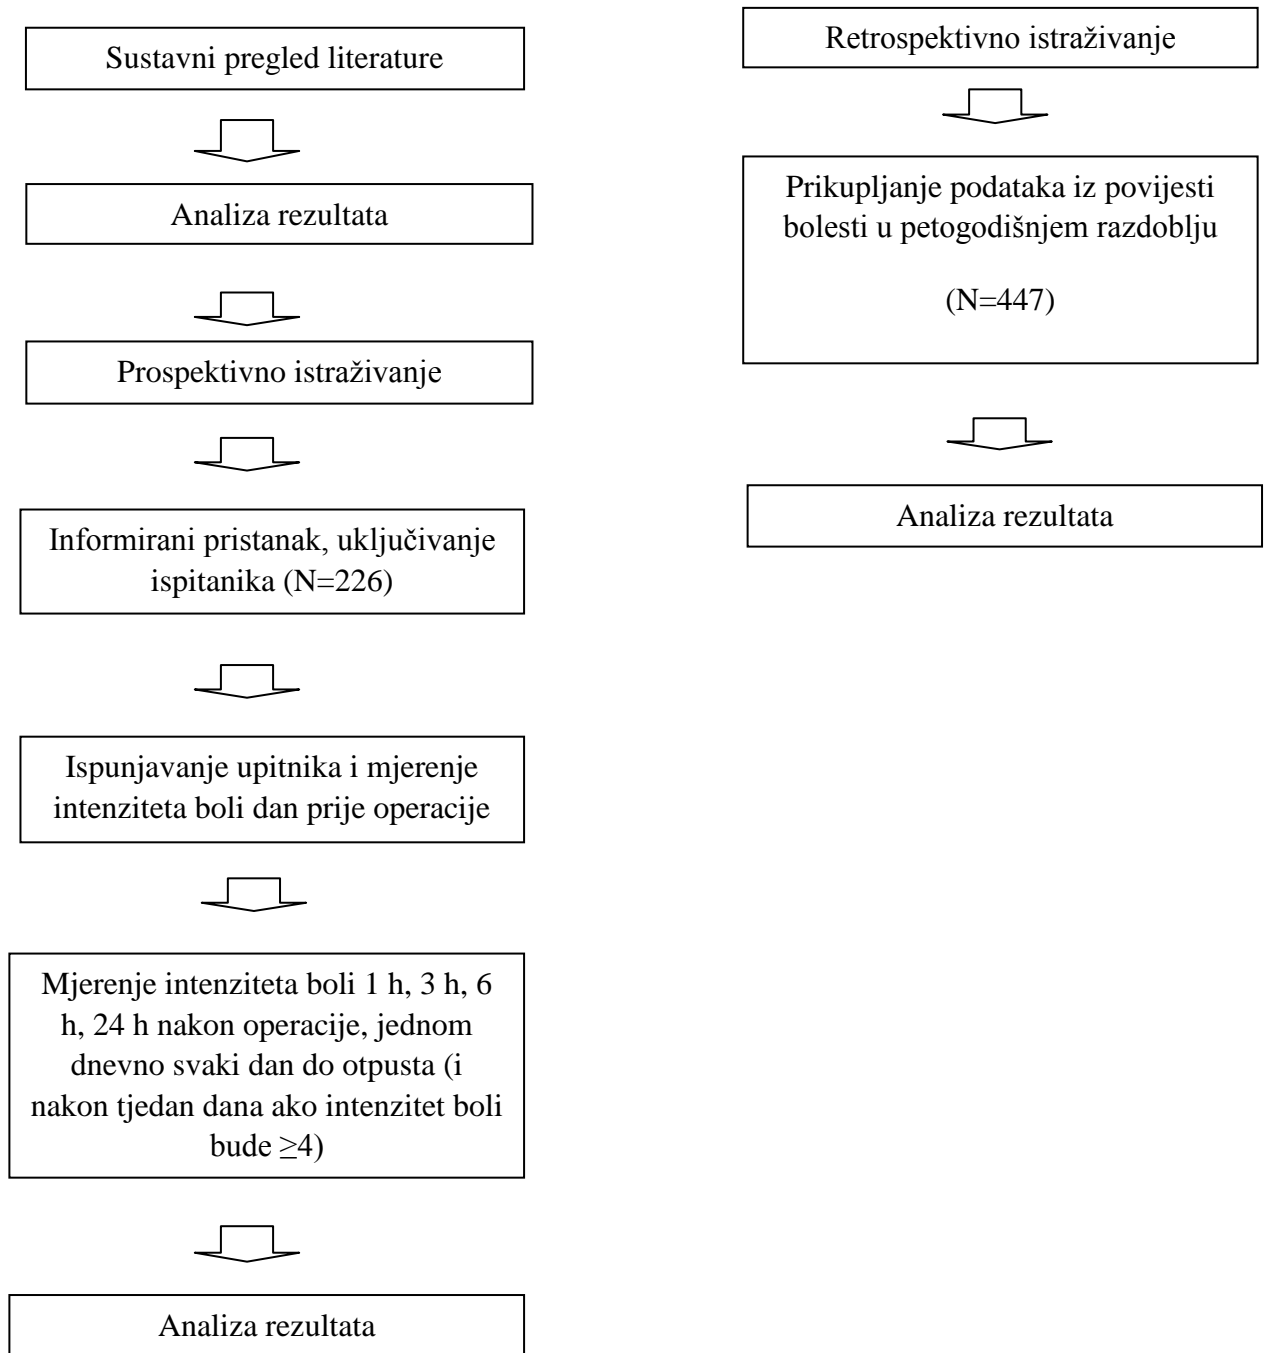 Sustavni pregled literature
Analiza rezultata
Prospektivno istraživanje
Informirani pristanak, uključivanje
ispitanika (N=226)
Ispunjavanje upitnika i mjerenje
intenziteta boli dan prije operacije
Mjerenje intenziteta boli 1 h, 3 h, 6
h, 24 h nakon operacije, jednom
dnevno svaki dan do otpusta (i
nakon tjedan dana ako intenzitet boli
bude ≥4)
Analiza rezultata
Retrospektivno istraživanje
Prikupljanje podataka iz povijesti
bolesti u petogodišnjem razdoblju
(N=447)
Analiza rezultata